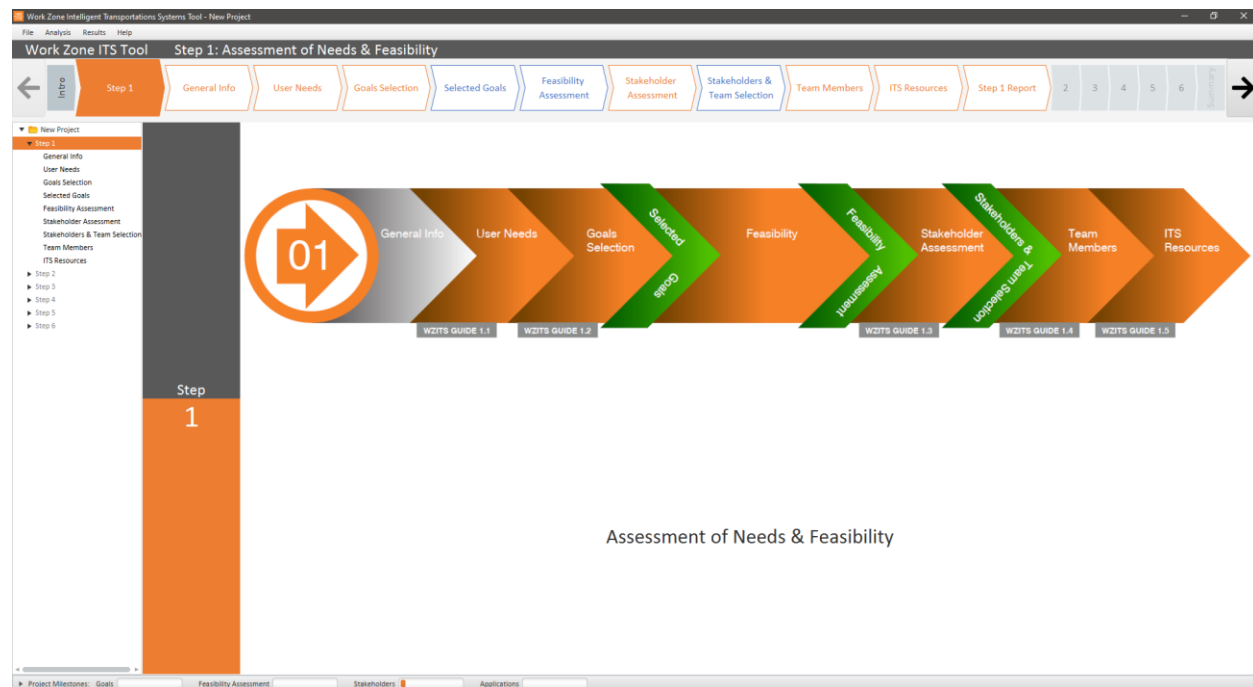 Work Zone Intelligent Transportations Systems Tool - New Project
File Analysis Results Help
Work Zone ITS Tool Step 1: Assessment of Needs & Feasibility
Intro
Step 1
General Info
User Needs
Goals Selection
Selected Goals
Feasibility
Assessment
Stakeholder
Assessment
Stakeholders &
Team Selection
Team Members
ITS Resources
Step 1 Report
2
3
4
5
6
Summary
New Project
Step 1
General Info
User Needs
Goals Selection
Selected Goals
Feasibility Assessment
Stakeholder Assessment
Stakeholders & Team Selection
Team Members
ITS Resources
Step 2
Step 3
Step 4
Step 5
Step 6
Step
1
01
General Info
User Needs
Goals
Selection
Selected
Goals
Feasibility
Feasibility
Assessment
Stakeholder
Assessment
Stakeholders &
Team Selection
Team
Members
ITS
Resources
WZITS GUIDE 1.1
WZITS GUIDE 1.2
WZITS GUIDE 1.3
WZITS GUIDE 1.4
WZITS GUIDE 1.5
Assessment of Needs & Feasibility
Project Milestones: Goals Feasibility Assessment Stakeholders Applications